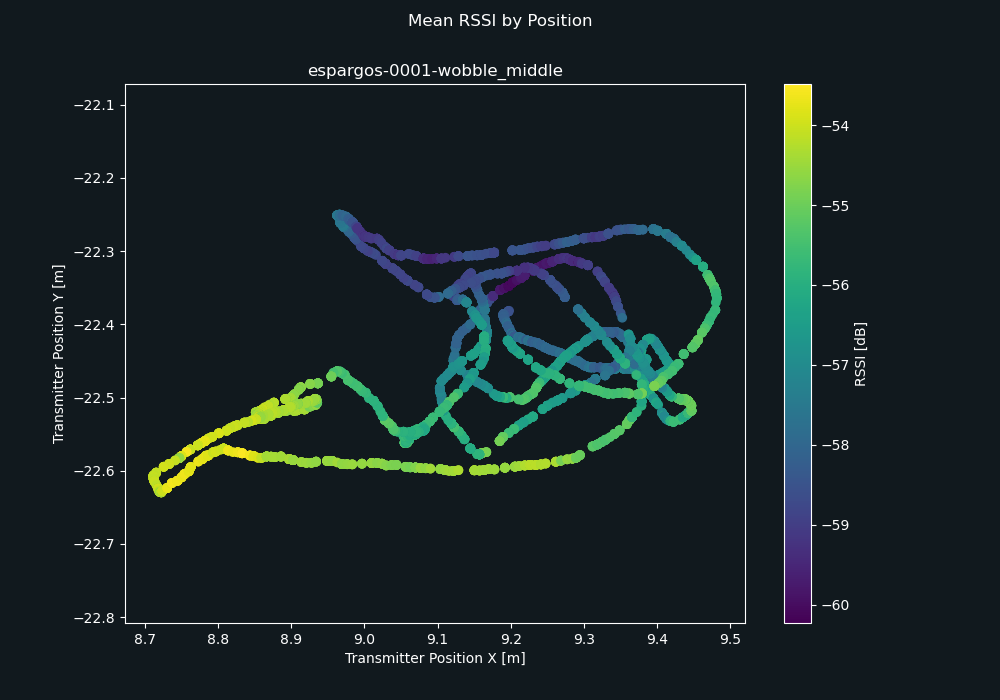 Mean RSSI by Position
espargos-0001-wobble_middle
−22.1
−22.2
−22.3
−22.4
−22.5
−22.6
−22.7
−22.8
Transmitter Position Y [m]
8.7 8.8 8.9 9.0 9.1 9.2 9.3 9.4 9.5
Transmitter Position X [m]
−54
−55
−56
−57
−58
−59
−60
RSSI [dB]